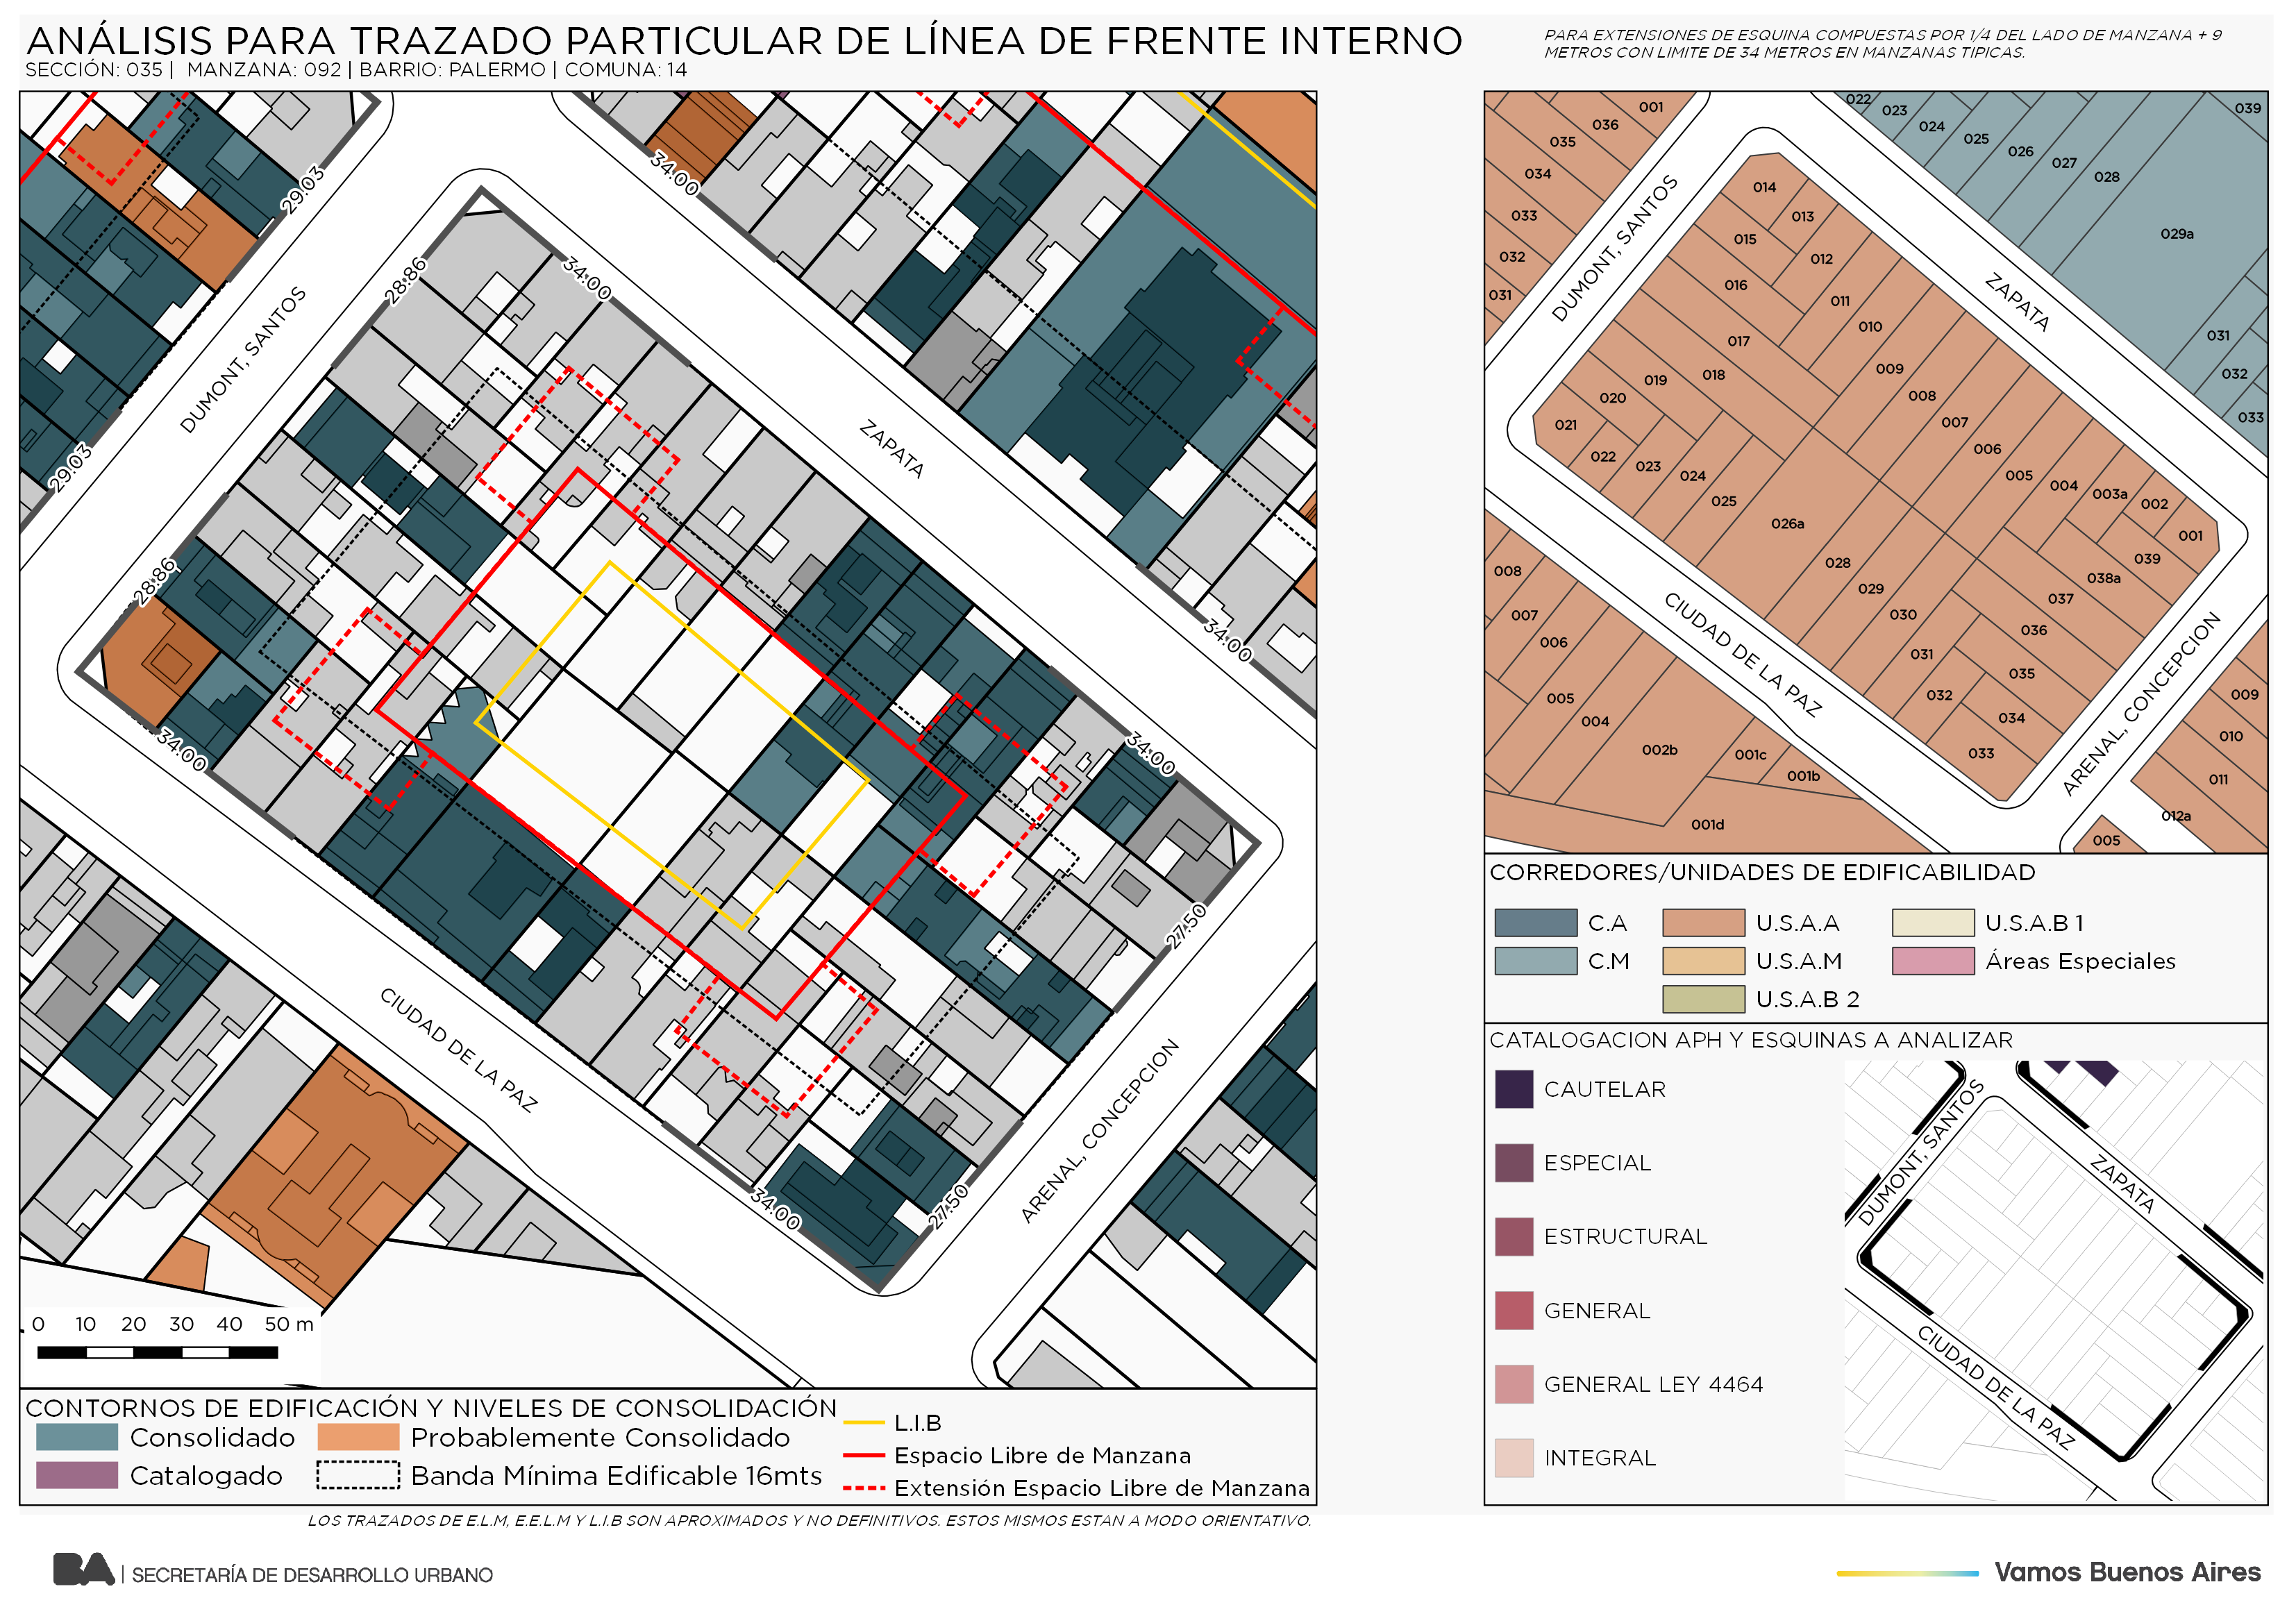 ANÁLISIS PARA TRAZADO PARTICULAR DE LÍNEA DE FRENTE INTERNO
SECCIÓN: 035 | MANZANA: 092 | BARRIO: PALERMO | COMUNA: 14
PARA EXTENSIONES DE ESQUINA COMPUESTAS POR 1/4 DEL LADO DE MANZANA + 9
METROS CON LIMITE DE 34 METROS EN MANZANAS TIPICAS.
29.03
34.00
28.86
34.00
DUMONT, SANTOS
ZAPATA
29.03
28.86
34.00
34.00
34.00
27.50
CIUDAD DE LA PAZ
ARENAL, CONCEPCION
34.00
27.50
0 10 20 30 40 50 m
CONTORNOS DE EDIFICACIÓN Y NIVELES DE CONSOLIDACIÓN
Consolidado
Probablemente Consolidado
Catalogado
Banda Mínima Edificable 16mts
L.I.B
Espacio Libre de Manzana
Extensión Espacio Libre de Manzana
LOS TRAZADOS DE E.L.M, E.E.L.M Y L.I.B SON APROXIMADOS Y NO DEFINITIVOS. ESTOS MISMOS ESTAN A MODO ORIENTATIVO.
001
036
035
034
033
032
031
022
023
024
025
026
027
028
039
029a
031
032
033
DUMONT, SANTOS
ZAPATA
014
013
015
012
016
011
010
017
009
018
019
008
020
007
021
006
022
023
005
024
004
025
003a
002
026a
001
028
039
029
038a
030
037
031
036
032
035
034
033
008
007
006
005
004
002b
001c
001b
001d
CIUDAD DE LA PAZ
ARENAL, CONCEPCION
009
010
011
012a
005
CORREDORES/UNIDADES DE EDIFICABILIDAD
C.A
U.S.A.A
U.S.A.B 1
C.M
U.S.A.M
Áreas Especiales
U.S.A.B 2
CATALOGACION APH Y ESQUINAS A ANALIZAR
CAUTELAR
ESPECIAL
ESTRUCTURAL
GENERAL
GENERAL LEY 4464
INTEGRAL
DUMONT, SANTOS
ZAPATA
CIUDAD DE LA PAZ
BA | SECRETARÍA DE DESARROLLO URBANO
Vamos Buenos Aires